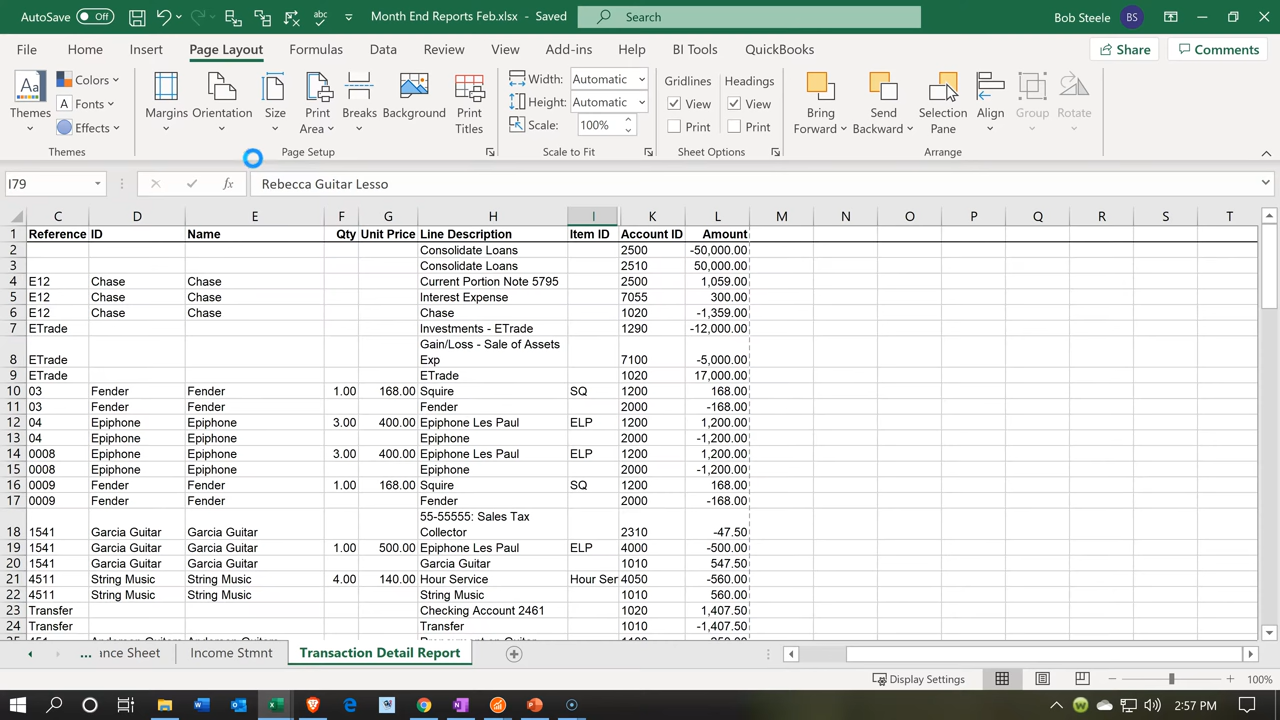 AutoSave Off Month End Reports Feb.xlsx - Saved Search Bob Steele BS
File Home Insert Page Layout Formulas Data Review View Add-ins Help BI Tools QuickBooks Share Comments
Themes Colors Fonts Effects
Themes
Margins Orientation Size Print Area Breaks Background Print Titles
Page Setup
Width: Automatic
Height: Automatic
Scale: 100%
Scale to Fit
Gridlines Headings
View View
Print Print
Sheet Options
Bring Forward Send Backward Selection Pane Align Group Rotate
Arrange
I79 fx Rebecca Guitar Lesso
C D E F G H I K L M N O P Q R S T
1 Reference ID Name Qty Unit Price Line Description Item ID Account ID Amount
2 Consolidate Loans 2500 -50,000.00
3 Consolidate Loans 2510 50,000.00
4 E12 Chase Chase Current Portion Note 5795 2500 1,059.00
5 E12 Chase Chase Interest Expense 7055 300.00
6 E12 Chase Chase Chase 1020 -1,359.00
7 ETrade Investments - ETrade 1290 -12,000.00
Gain/Loss - Sale of Assets
8 ETrade Exp 7100 -5,000.00
9 ETrade ETrade 1020 17,000.00
10 03 Fender Fender 1.00 168.00 Squire SQ 1200 168.00
11 03 Fender Fender Fender 2000 -168.00
12 04 Epiphone Epiphone 3.00 400.00 Epiphone Les Paul ELP 1200 1,200.00
13 04 Epiphone Epiphone Epiphone 2000 -1,200.00
14 0008 Epiphone Epiphone 3.00 400.00 Epiphone Les Paul ELP 1200 1,200.00
15 0008 Epiphone Epiphone Epiphone 2000 -1,200.00
16 0009 Fender Fender 1.00 168.00 Squire SQ 1200 168.00
17 0009 Fender Fender Fender 2000 -168.00
55-55555: Sales Tax
18 1541 Garcia Guitar Garcia Guitar Collector 2310 -47.50
19 1541 Garcia Guitar Garcia Guitar 1.00 500.00 Epiphone Les Paul ELP 4000 -500.00
20 1541 Garcia Guitar Garcia Guitar Garcia Guitar 1010 547.50
21 4511 String Music String Music 4.00 140.00 Hour Service Hour Ser 4050 -560.00
22 4511 String Music String Music String Music 1010 560.00
23 Transfer Checking Account 2461 1020 1,407.50
24 Transfer Transfer 1010 -1,407.50
... ance Sheet Income Stmnt Transaction Detail Report
Display Settings 100%
2:57 PM